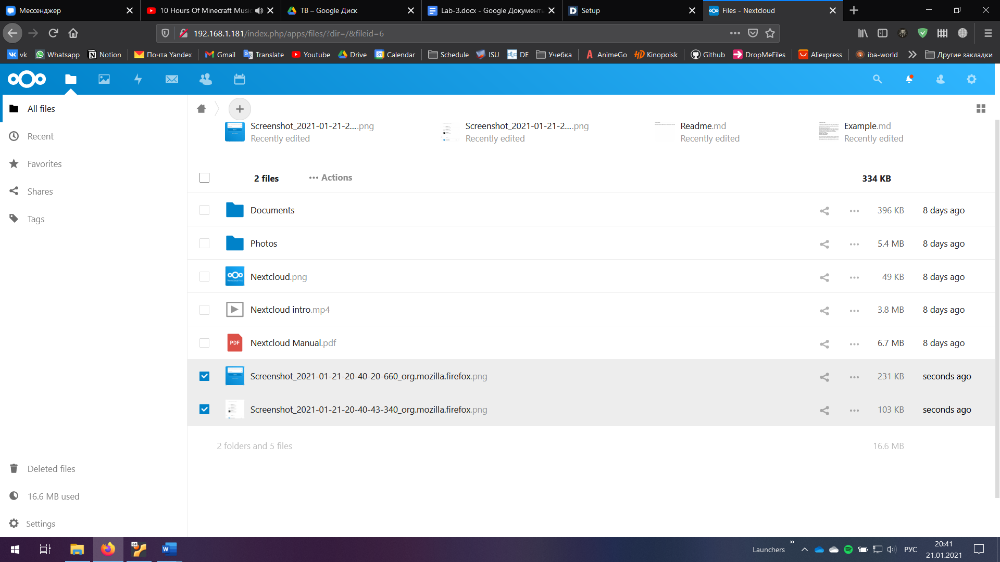 Мессенджер
10 Hours Of Minecraft Music
ТВ – Google Диск
Lab-3.docx - Google Документы
Setup
Files - Nextcloud
192.168.1.181/index.php/apps/files/?dir=/&fileid=6
vk
Whatsapp
Notion
Почта Yandex
Gmail
Translate
Youtube
Drive
Calendar
Schedule
ISU
DE
Учебка
AnimeGo
Kinopoisk
Github
DropMeFiles
Aliexpress
iba-world
Другие закладки
All files
Recent
Favorites
Shares
Tags
Deleted files
16.6 MB used
Settings
Screenshot_2021-01-21-2....png
Recently edited
Screenshot_2021-01-21-2....png
Recently edited
Readme.md
Recently edited
Example.md
Recently edited
2 files ••• Actions 334 KB
Documents 396 KB 8 days ago
Photos 5.4 MB 8 days ago
Nextcloud.png 49 KB 8 days ago
Nextcloud intro.mp4 3.8 MB 8 days ago
PDF Nextcloud Manual.pdf 6.7 MB 8 days ago
Screenshot_2021-01-21-20-40-20-660_org.mozilla.firefox.png 231 KB seconds ago
Screenshot_2021-01-21-20-40-43-340_org.mozilla.firefox.png 103 KB seconds ago
2 folders and 5 files 16.6 MB
64
Launchers
РУС
20:41
21.01.2021